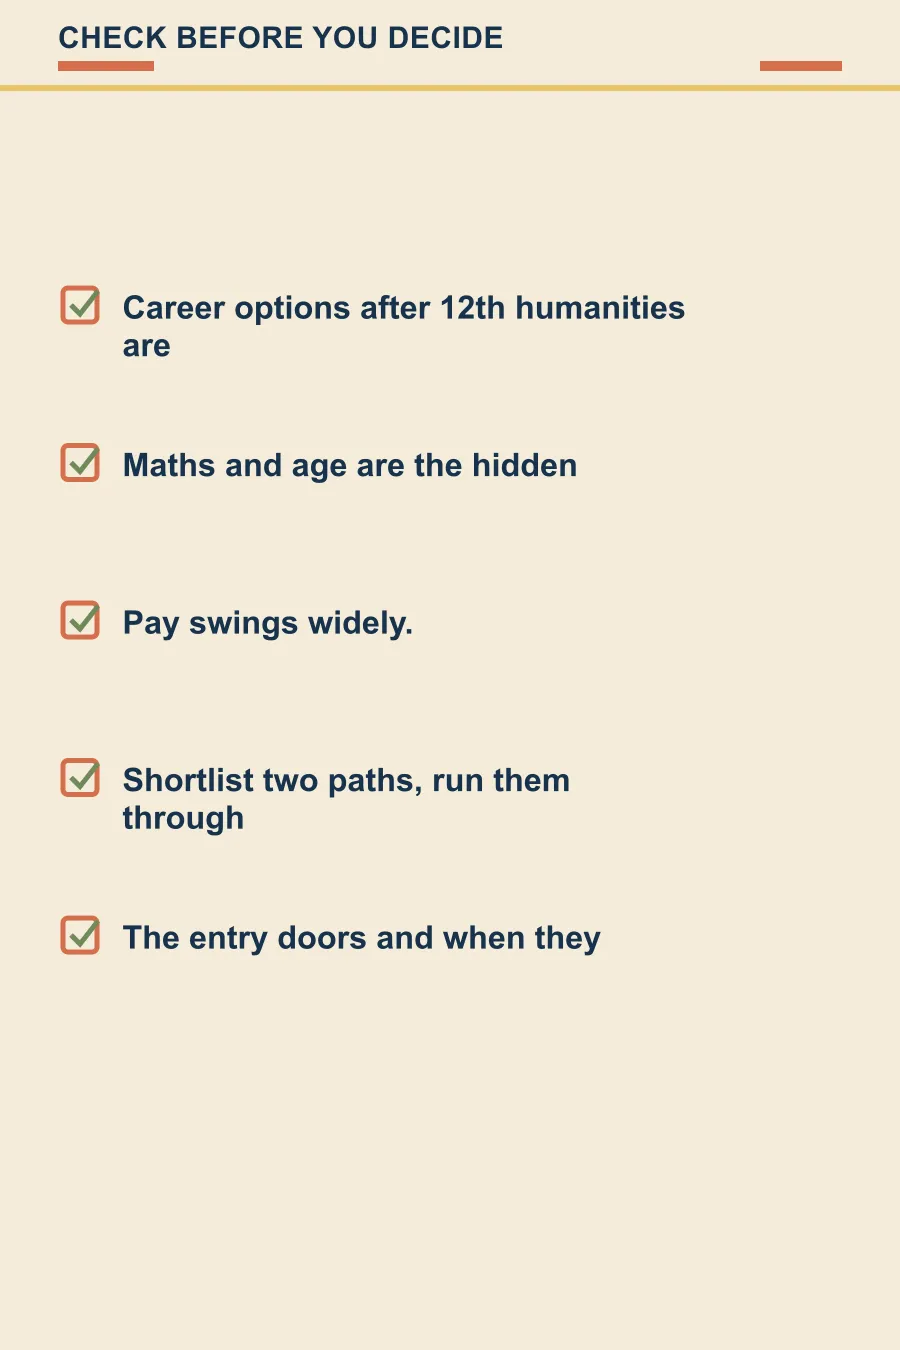 CHECK BEFORE YOU DECIDE
Career options after 12th humanities
are
Maths and age are the hidden
Pay swings widely.
Shortlist two paths, run them
through
The entry doors and when they